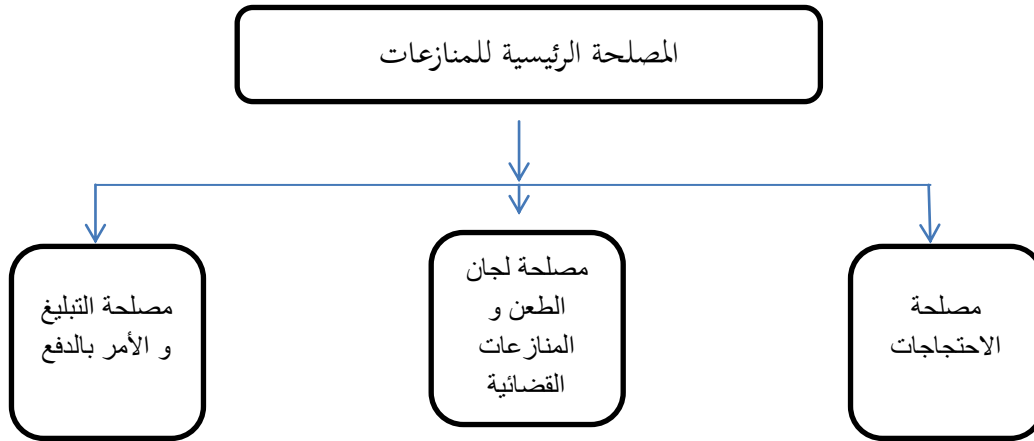 المصلحة الرئيسية للمنازعات
مصلحة
الاحتجاجات
مصلحة لجان
الطعن و
المنازعات
القضائية
مصلحة التبليغ
و الأمر بالدفع